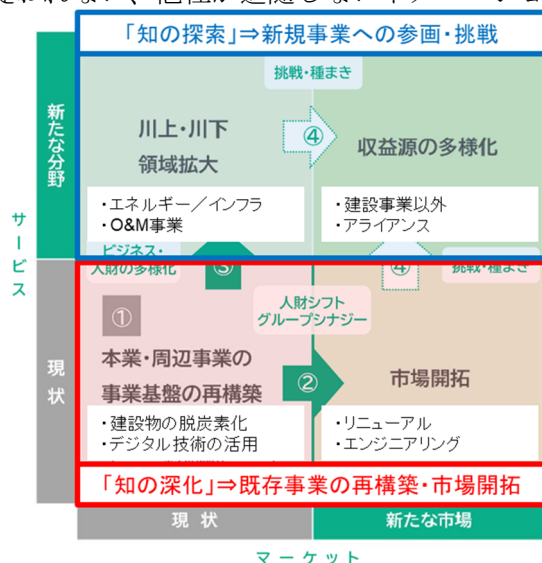 「知の探索」⇒新規事業への参画・挑戦
挑戦・種まき
新たな分野
川上・川下
領域拡大
④
収益源の多様化
・エネルギー／インフラ
・O&M事業
・建設事業以外
・アライアンス
サービス
ビジネス・
人財の多様化
③
④
挑戦・種まき
人財シフト
グループシナジー
①
現状
本業・周辺事業の
事業基盤の再構築
②
市場開拓
・建設物の脱炭素化
・デジタル技術の活用
・リニューアル
・エンジニアリング
「知の深化」⇒既存事業の再構築・市場開拓
現 状
新たな市場
マーケット